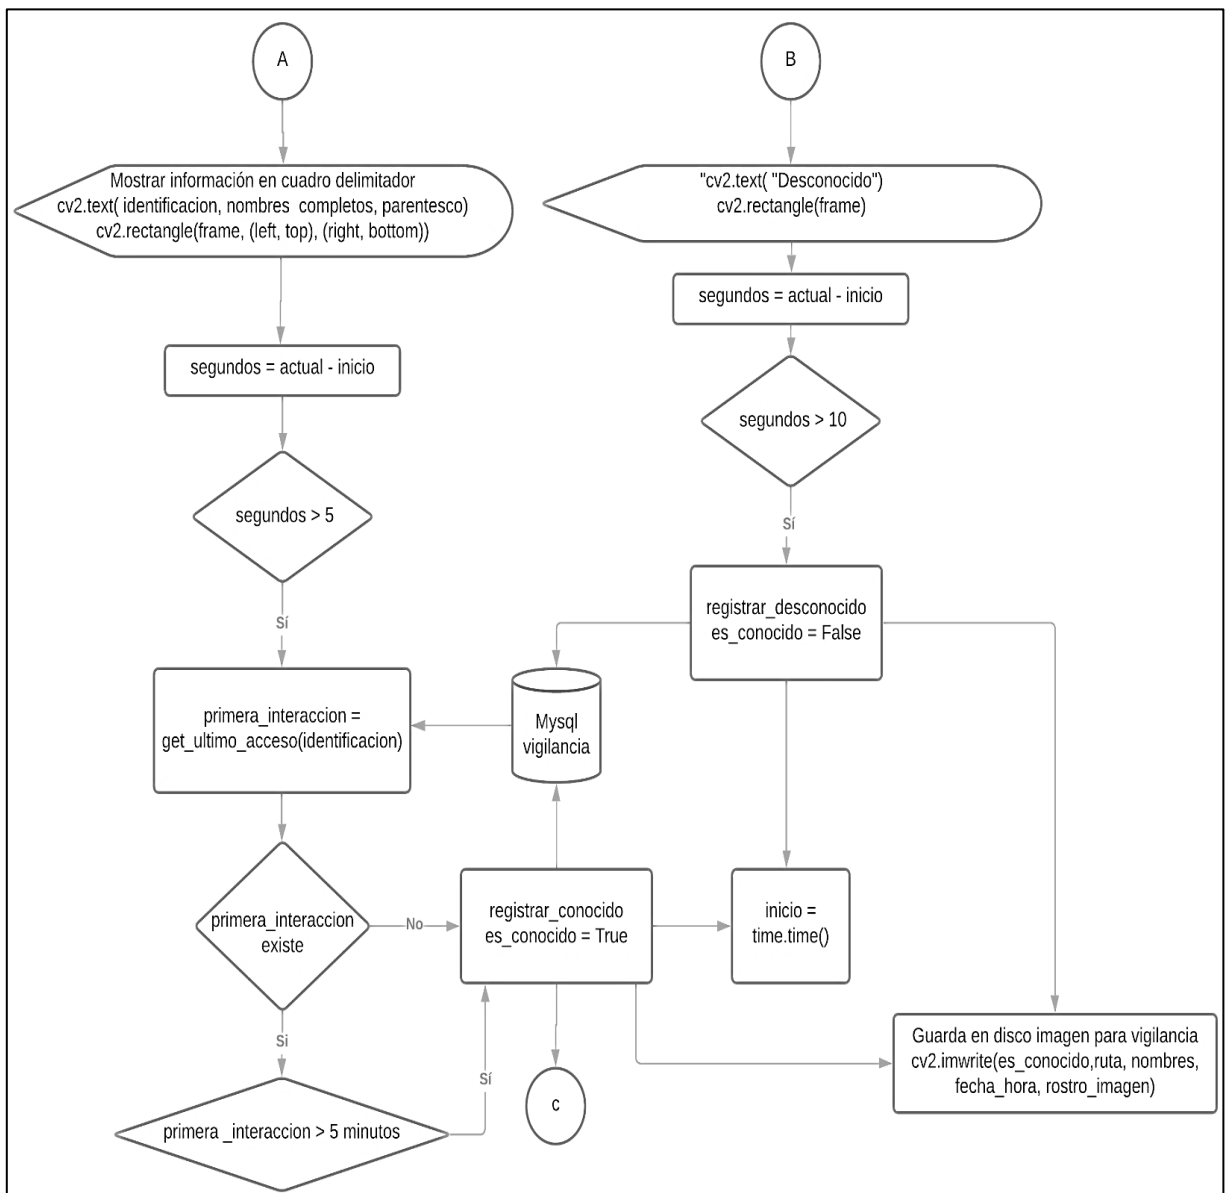 A
Mostrar información en cuadro delimitador
cv2.text( identificacion, nombres completos, parentesco)
cv2.rectangle(frame, (left, top), (right, bottom))
segundos = actual - inicio
segundos > 5
Sí
primera_interaccion =
get_ultimo_acceso(identificacion)
primera_interaccion
existe
No
Si
primera _interaccion > 5 minutos
Sí
B
"cv2.text( "Desconocido")
cv2.rectangle(frame)
segundos = actual - inicio
segundos > 10
Sí
registrar_desconocido
es_conocido = False
Mysql
vigilancia
registrar_conocido
es_conocido = True
inicio =
time.time()
c
Guarda en disco imagen para vigilancia
cv2.imwrite(es_conocido,ruta, nombres,
fecha_hora, rostro_imagen)